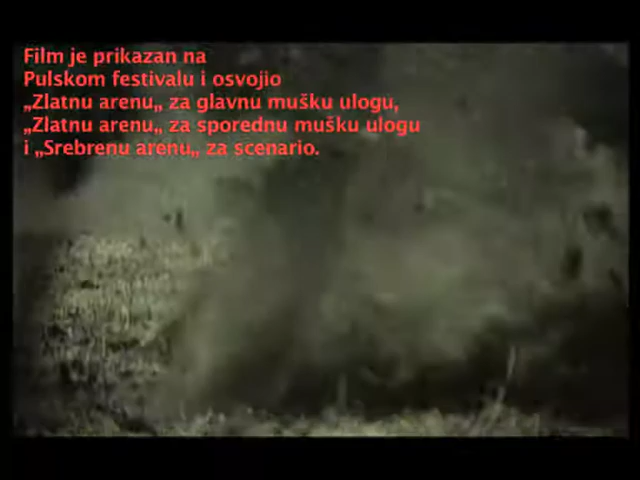 Film je prikazan na
Pulskom festivalu i osvojio
„Zlatnu arenu„ za glavnu mušku ulogu,
„Zlatnu arenu„ za sporednu mušku ulogu
i „Srebrenu arenu„ za scenario.